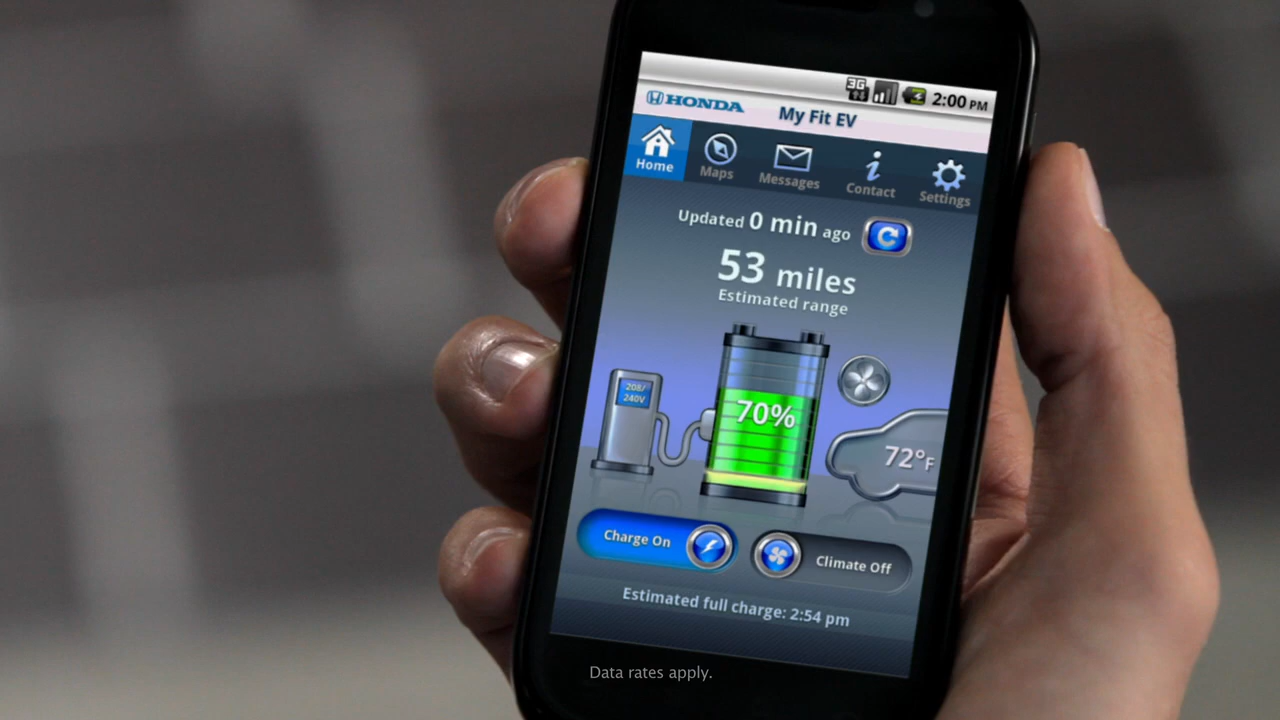 3G 2:00 PM
HONDA My Fit EV
Home Maps Messages Contact Settings
Updated 0 min ago
53 miles
Estimated range
208/
240V
70%
72°F
Charge On Climate Off
Estimated full charge: 2:54 pm
Data rates apply.